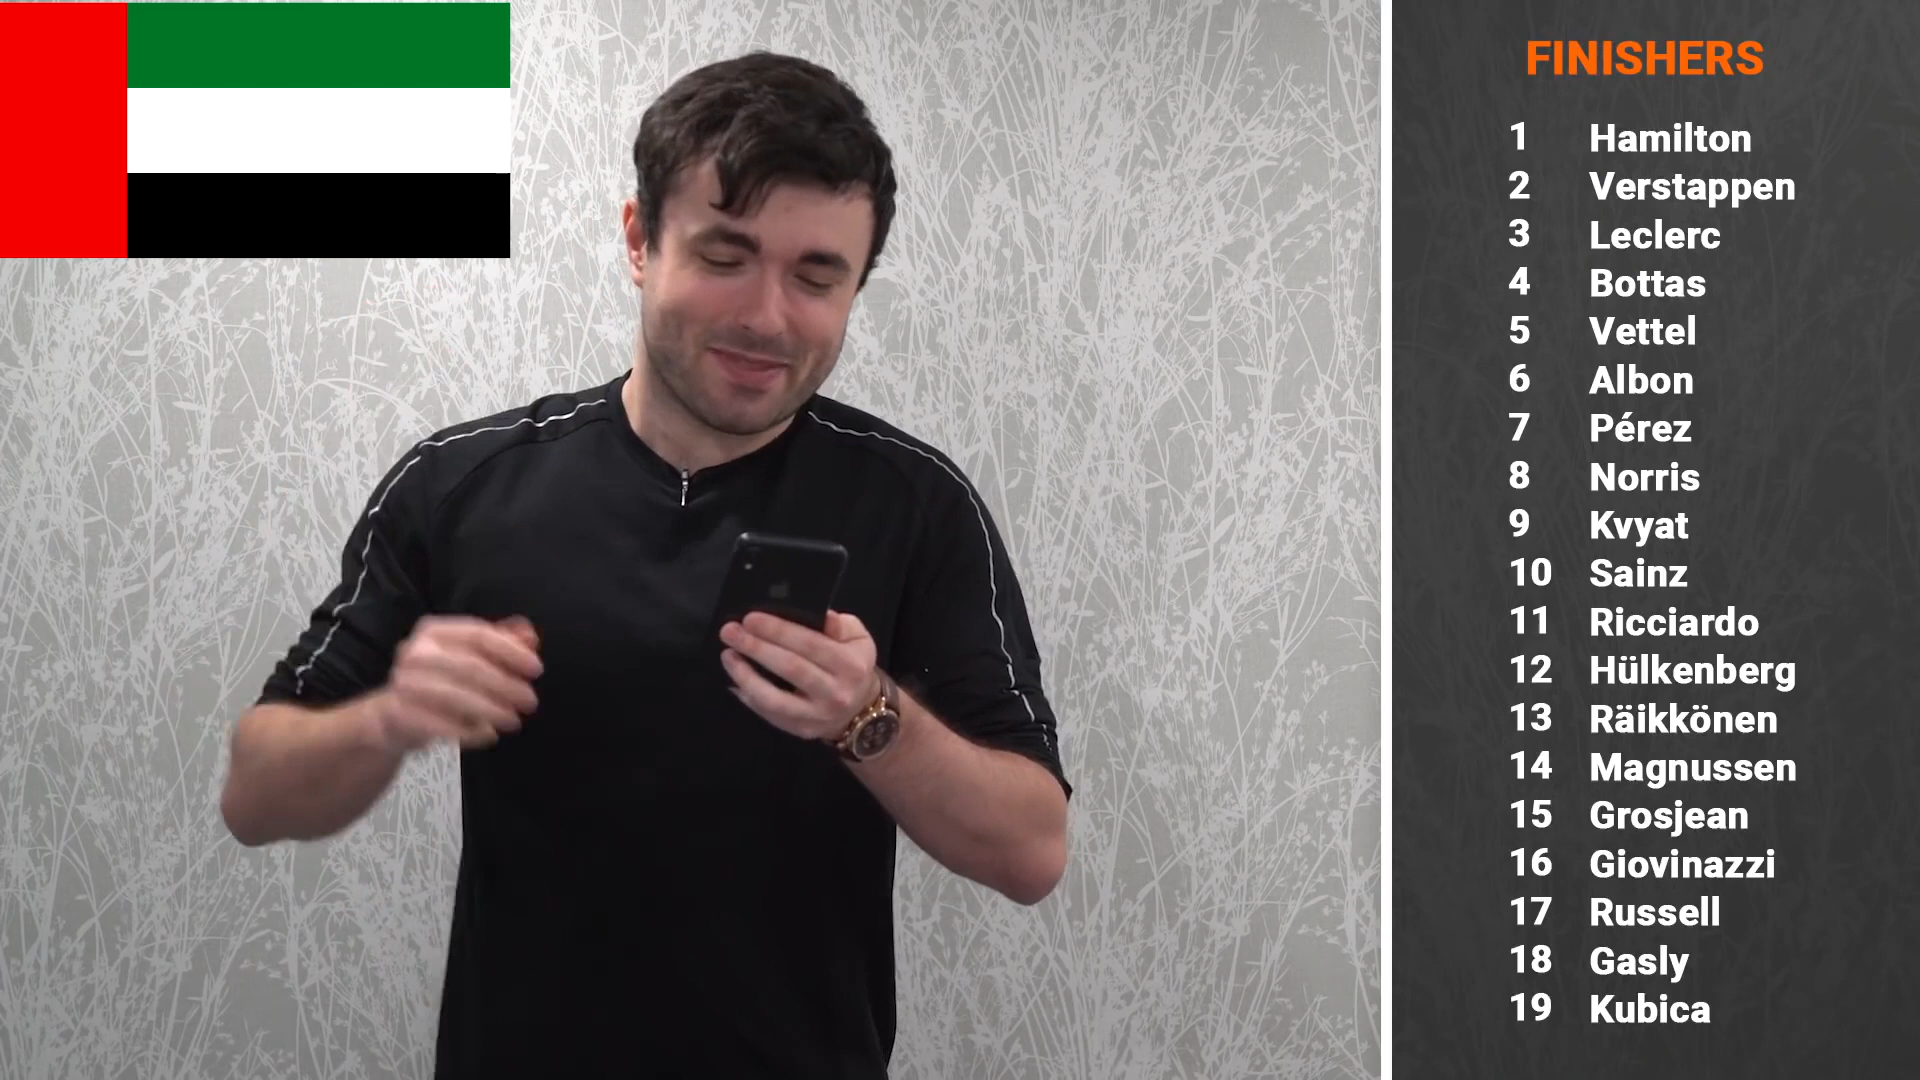 FINISHERS
1 Hamilton
2 Verstappen
3 Leclerc
4 Bottas
5 Vettel
6 Albon
7 Pérez
8 Norris
9 Kvyat
10 Sainz
11 Ricciardo
12 Hülkenberg
13 Räikkönen
14 Magnussen
15 Grosjean
16 Giovinazzi
17 Russell
18 Gasly
19 Kubica